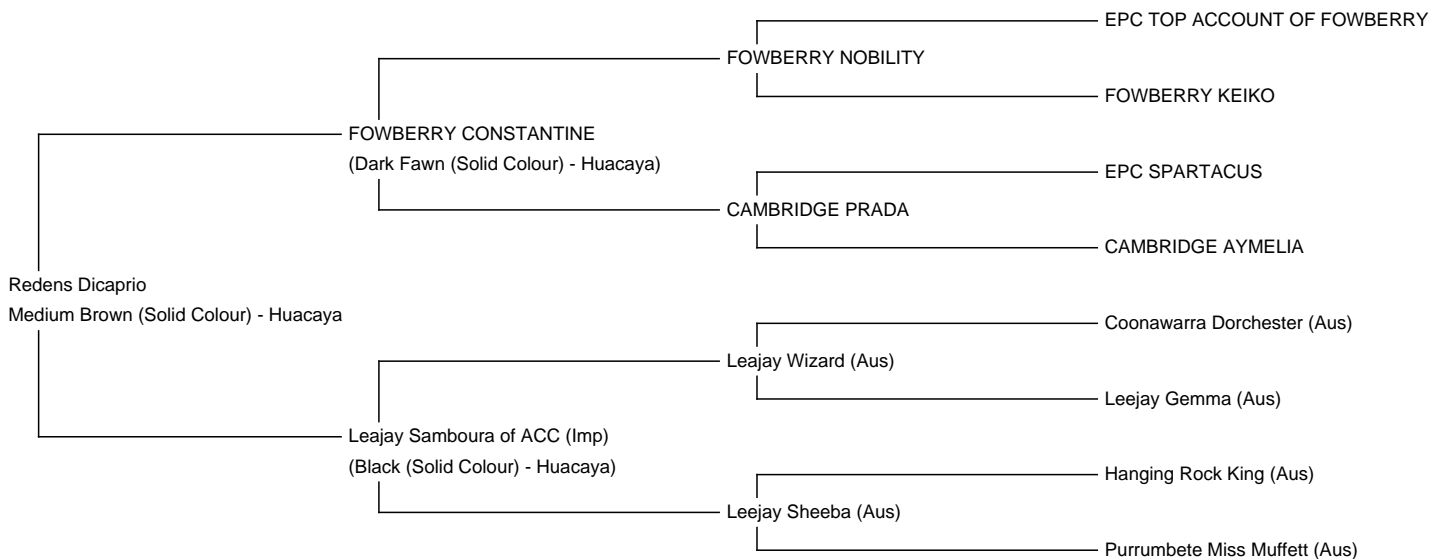 EPC TOP ACCOUNT OF FOWBERRY
FOWBERRY NOBILITY
FOWBERRY KEIKO
FOWBERRY CONSTANTINE
(Dark Fawn (Solid Colour) - Huacaya)
EPC SPARTACUS
CAMBRIDGE PRADA
CAMBRIDGE AYMELIA
Redens Dicaprio
Medium Brown (Solid Colour) - Huacaya
Coonawarra Dorchester (Aus)
Leajay Wizard (Aus)
Leejay Gemma (Aus)
Leajay Samboura of ACC (Imp)
(Black (Solid Colour) - Huacaya)
Hanging Rock King (Aus)
Leejay Sheeba (Aus)
Purrumbete Miss Muffett (Aus)